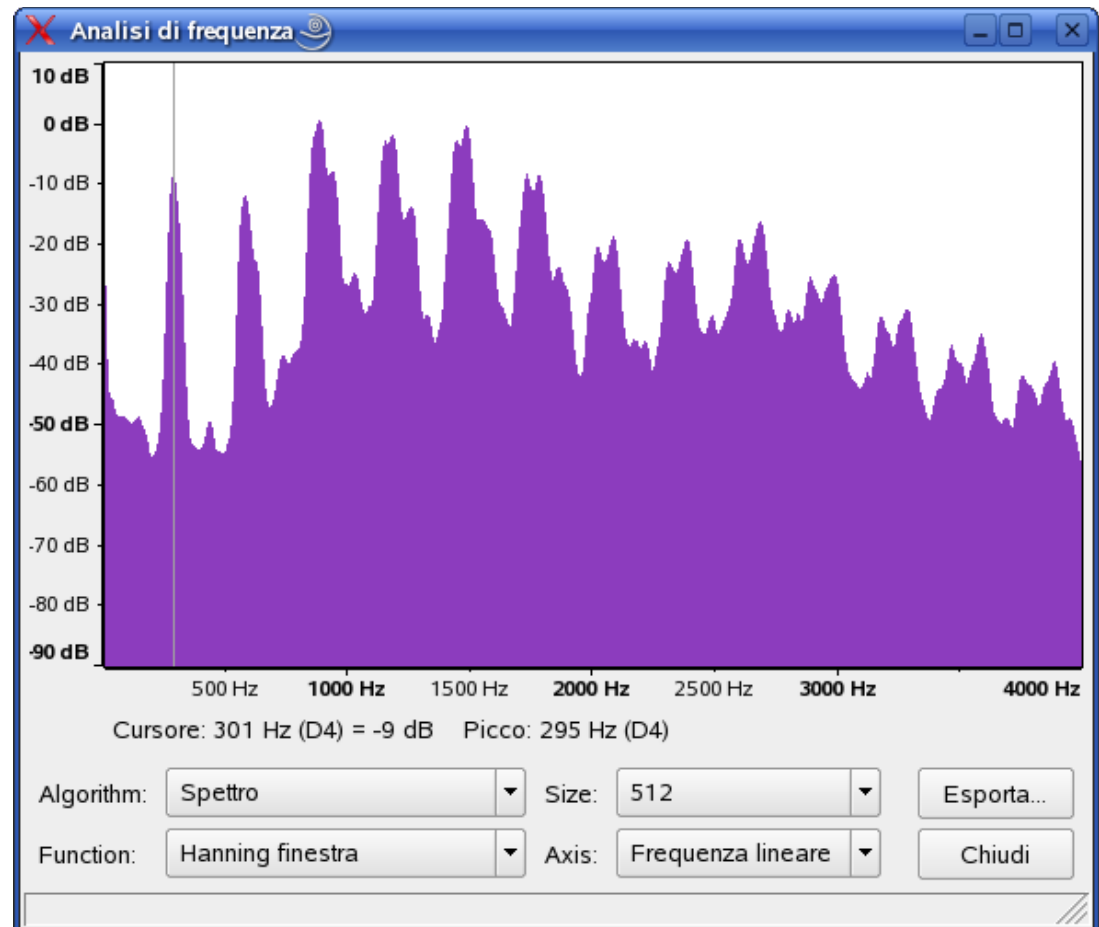 Analisi di frequenza
10 dB
0 dB
-10 dB
-20 dB
-30 dB
-40 dB
-50 dB
-60 dB
-70 dB
-80 dB
-90 dB
500 Hz 1000 Hz 1500 Hz 2000 Hz 2500 Hz 3000 Hz 4000 Hz
Cursore: 301 Hz (D4) = -9 dB Picco: 295 Hz (D4)
Algorithm: Spettro Size: 512 Esporta...
Function: Hanning finestra Axis: Frequenza lineare Chiudi